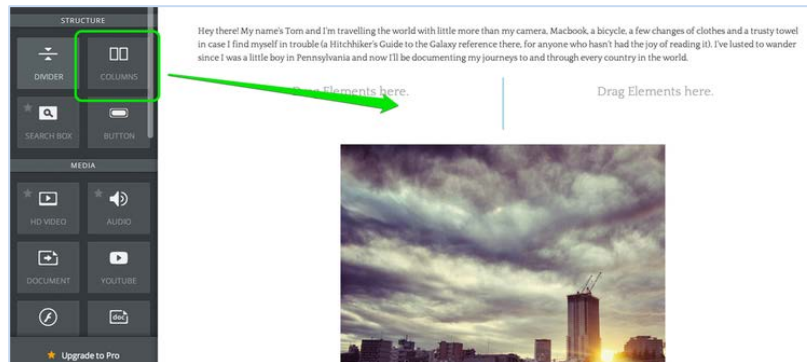 STRUCTURE
DIVIDER
COLUMNS
SEARCH BOX
BUTTON
MEDIA
HD VIDEO
AUDIO
DOCUMENT
YOUTUBE
doc
Upgrade to Pro
Hey there! My name's Tom and I'm travelling the world with little more than my camera, Macbook, a bicycle, a few changes of clothes and a trusty towel
in case I find myself in trouble (a Hitchhiker's Guide to the Galaxy reference there, for anyone who hasn't had the joy of reading it). I've lusted to wander
since I was a little boy in Pennsylvania and now I'll be documenting my journeys to and through every country in the world.
Drag Elements here.
Drag Elements here.